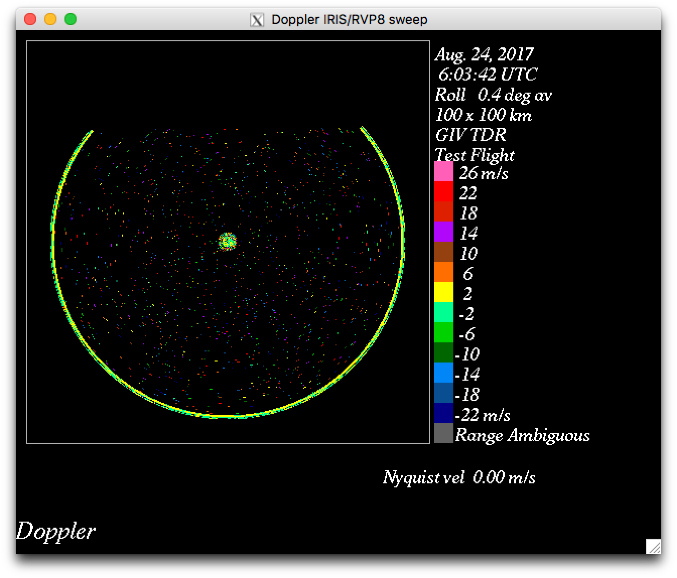 Doppler IRIS/RVP8 sweep
Aug. 24, 2017
6:03:42 UTC
Roll 0.4 deg av
100 x 100 km
GIV TDR
Test Flight
26 m/s
22
18
14
10
6
2
-2
-6
-10
-14
-18
-22 m/s
Range Ambiguous
Nyquist vel 0.00 m/s
Doppler